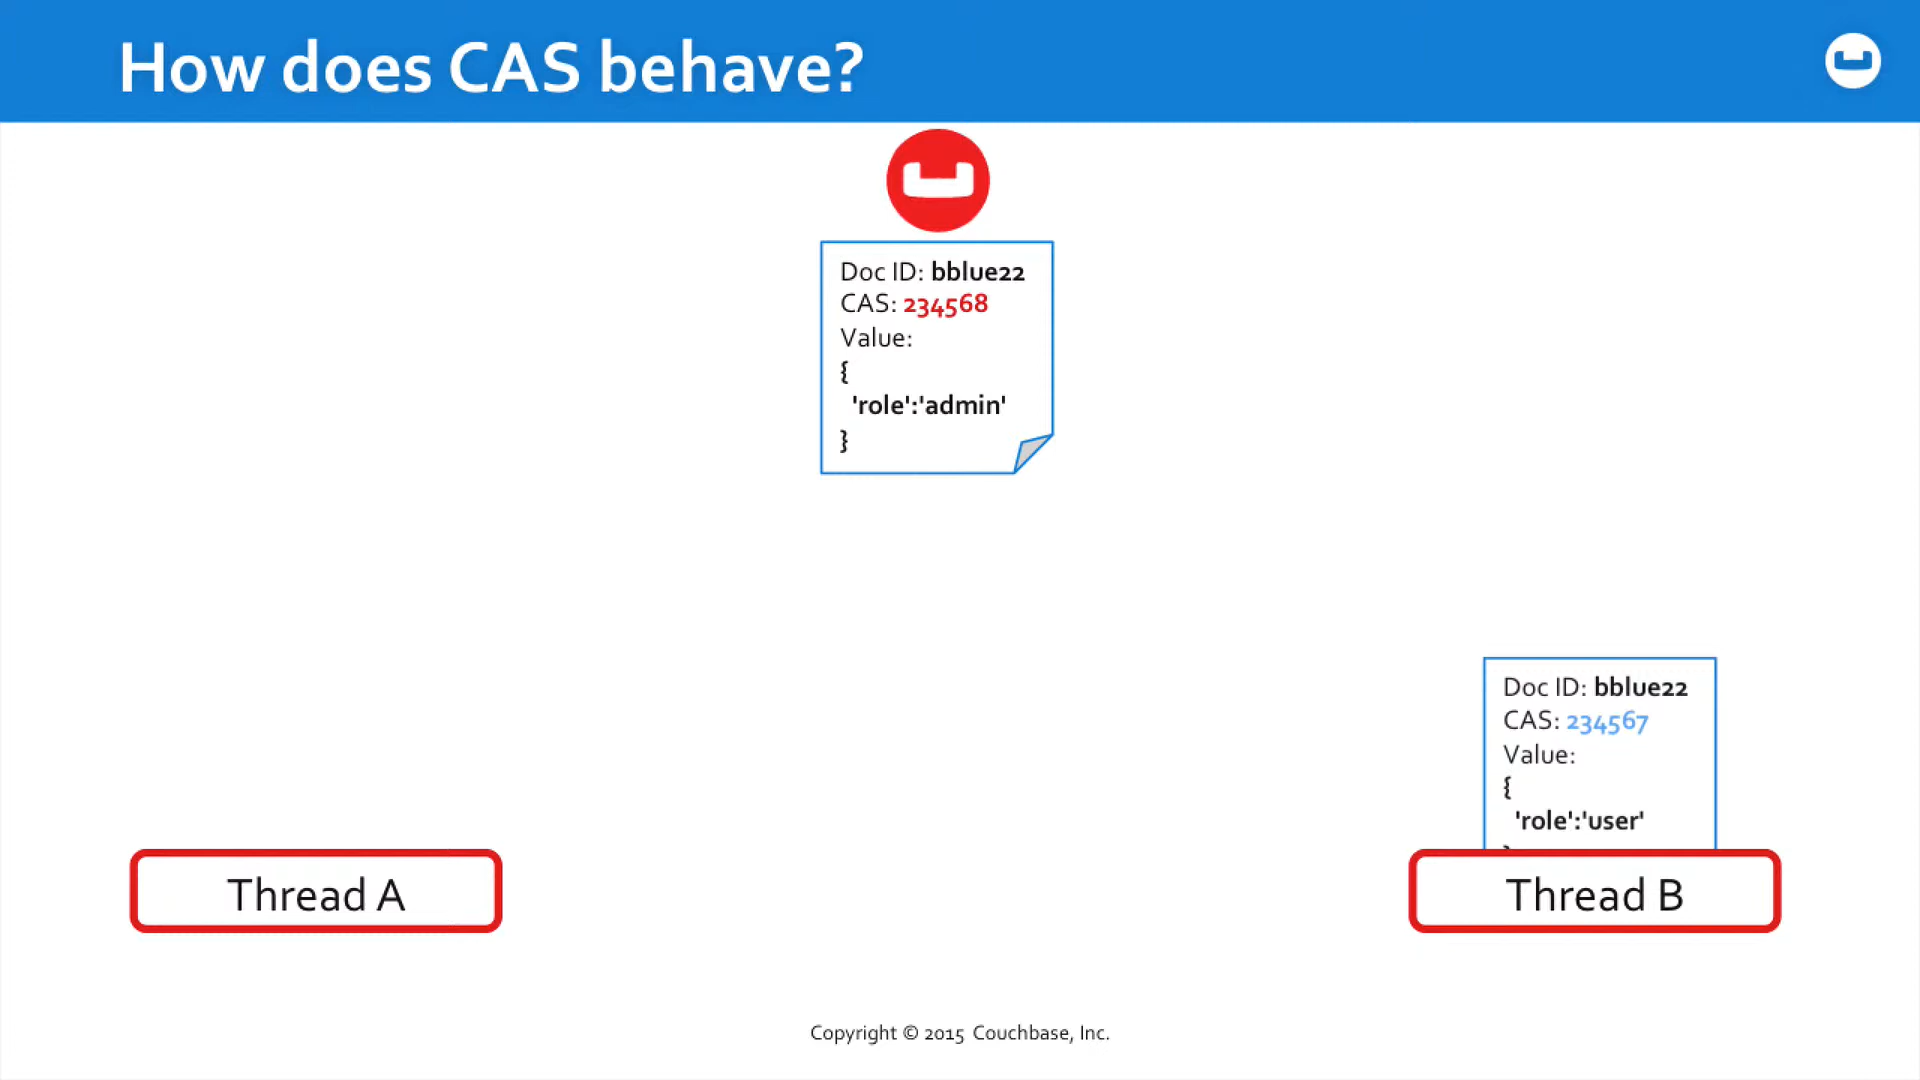 How does CAS behave?
Doc ID: bblue22
CAS: 234568
Value:
{
'role':'admin'
}
Doc ID: bblue22
CAS: 234567
Value:
{
'role':'user'
Thread A
Thread B
Copyright © 2015 Couchbase, Inc.